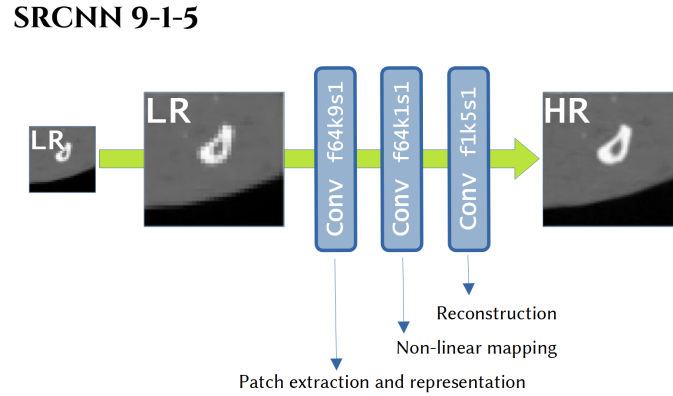 SRCNN 9-1-5
LR
LR
Conv f64k9s1
Conv f64k1s1
Conv f1k5s1
HR
Reconstruction
Non-linear mapping
Patch extraction and representation